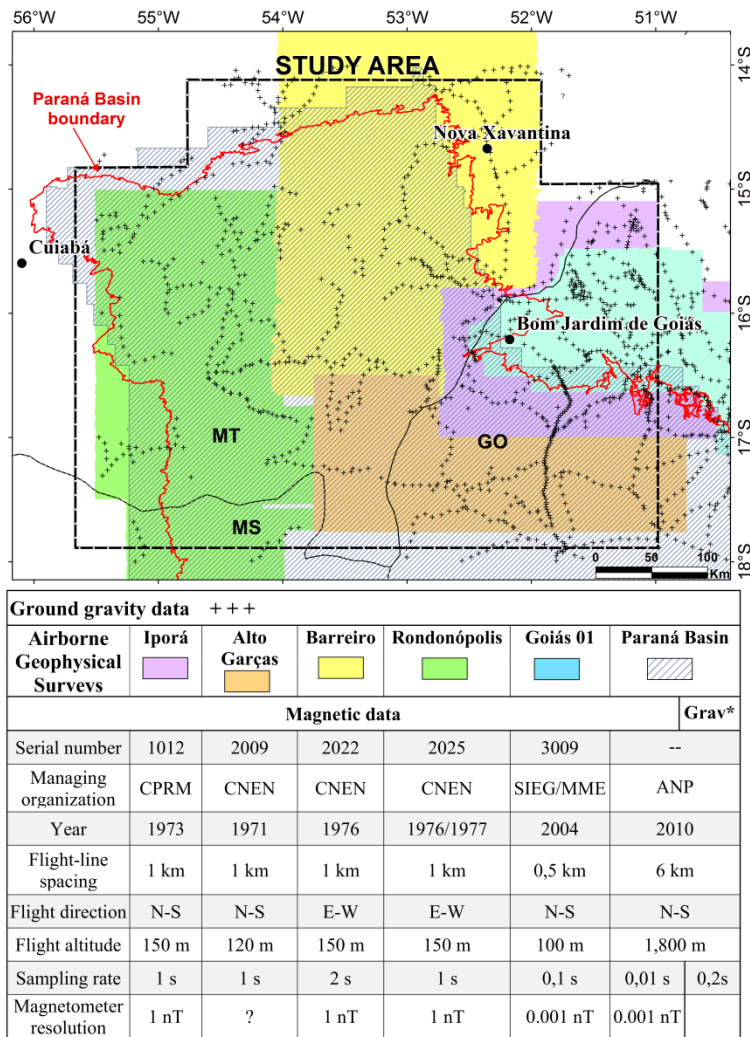 56°W 55°W 54°W 53°W 52°W 51°W
STUDY AREA
14°S
Paraná Basin
boundary
Nova Xavantina
?
15°S
Cuiabá
16°S
Bom Jardim de Goiás
17°S
MT
GO
MS
18°S
0 50 100
Km
Ground gravity data +++
Airborne
Geophysical
Surveys
Iporá
Alto
Garças
Barreiro
Rondonópolis
Goiás 01
Paraná Basin
Magnetic data Grav*
Serial number 1012 2009 2022 2025 3009 --
Managing
organization CPRM CNEN CNEN CNEN SIEG/MME ANP
Year 1973 1971 1976 1976/1977 2004 2010
Flight-line
spacing 1 km 1 km 1 km 1 km 0,5 km 6 km
Flight direction N-S N-S E-W E-W N-S N-S
Flight altitude 150 m 120 m 150 m 150 m 100 m 1,800 m
Sampling rate 1 s 1 s 2 s 1 s 0,1 s 0,01 s 0,2s
Magnetometer
resolution 1 nT ? 1 nT 1 nT 0.001 nT 0.001 nT